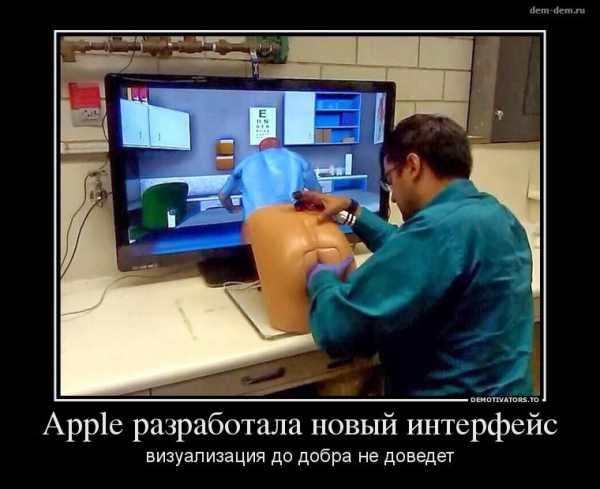 dem-dem.ru
E
DEMOTIVATORS.TO
Apple разработала новый интерфейс
визуализация до добра не доведет